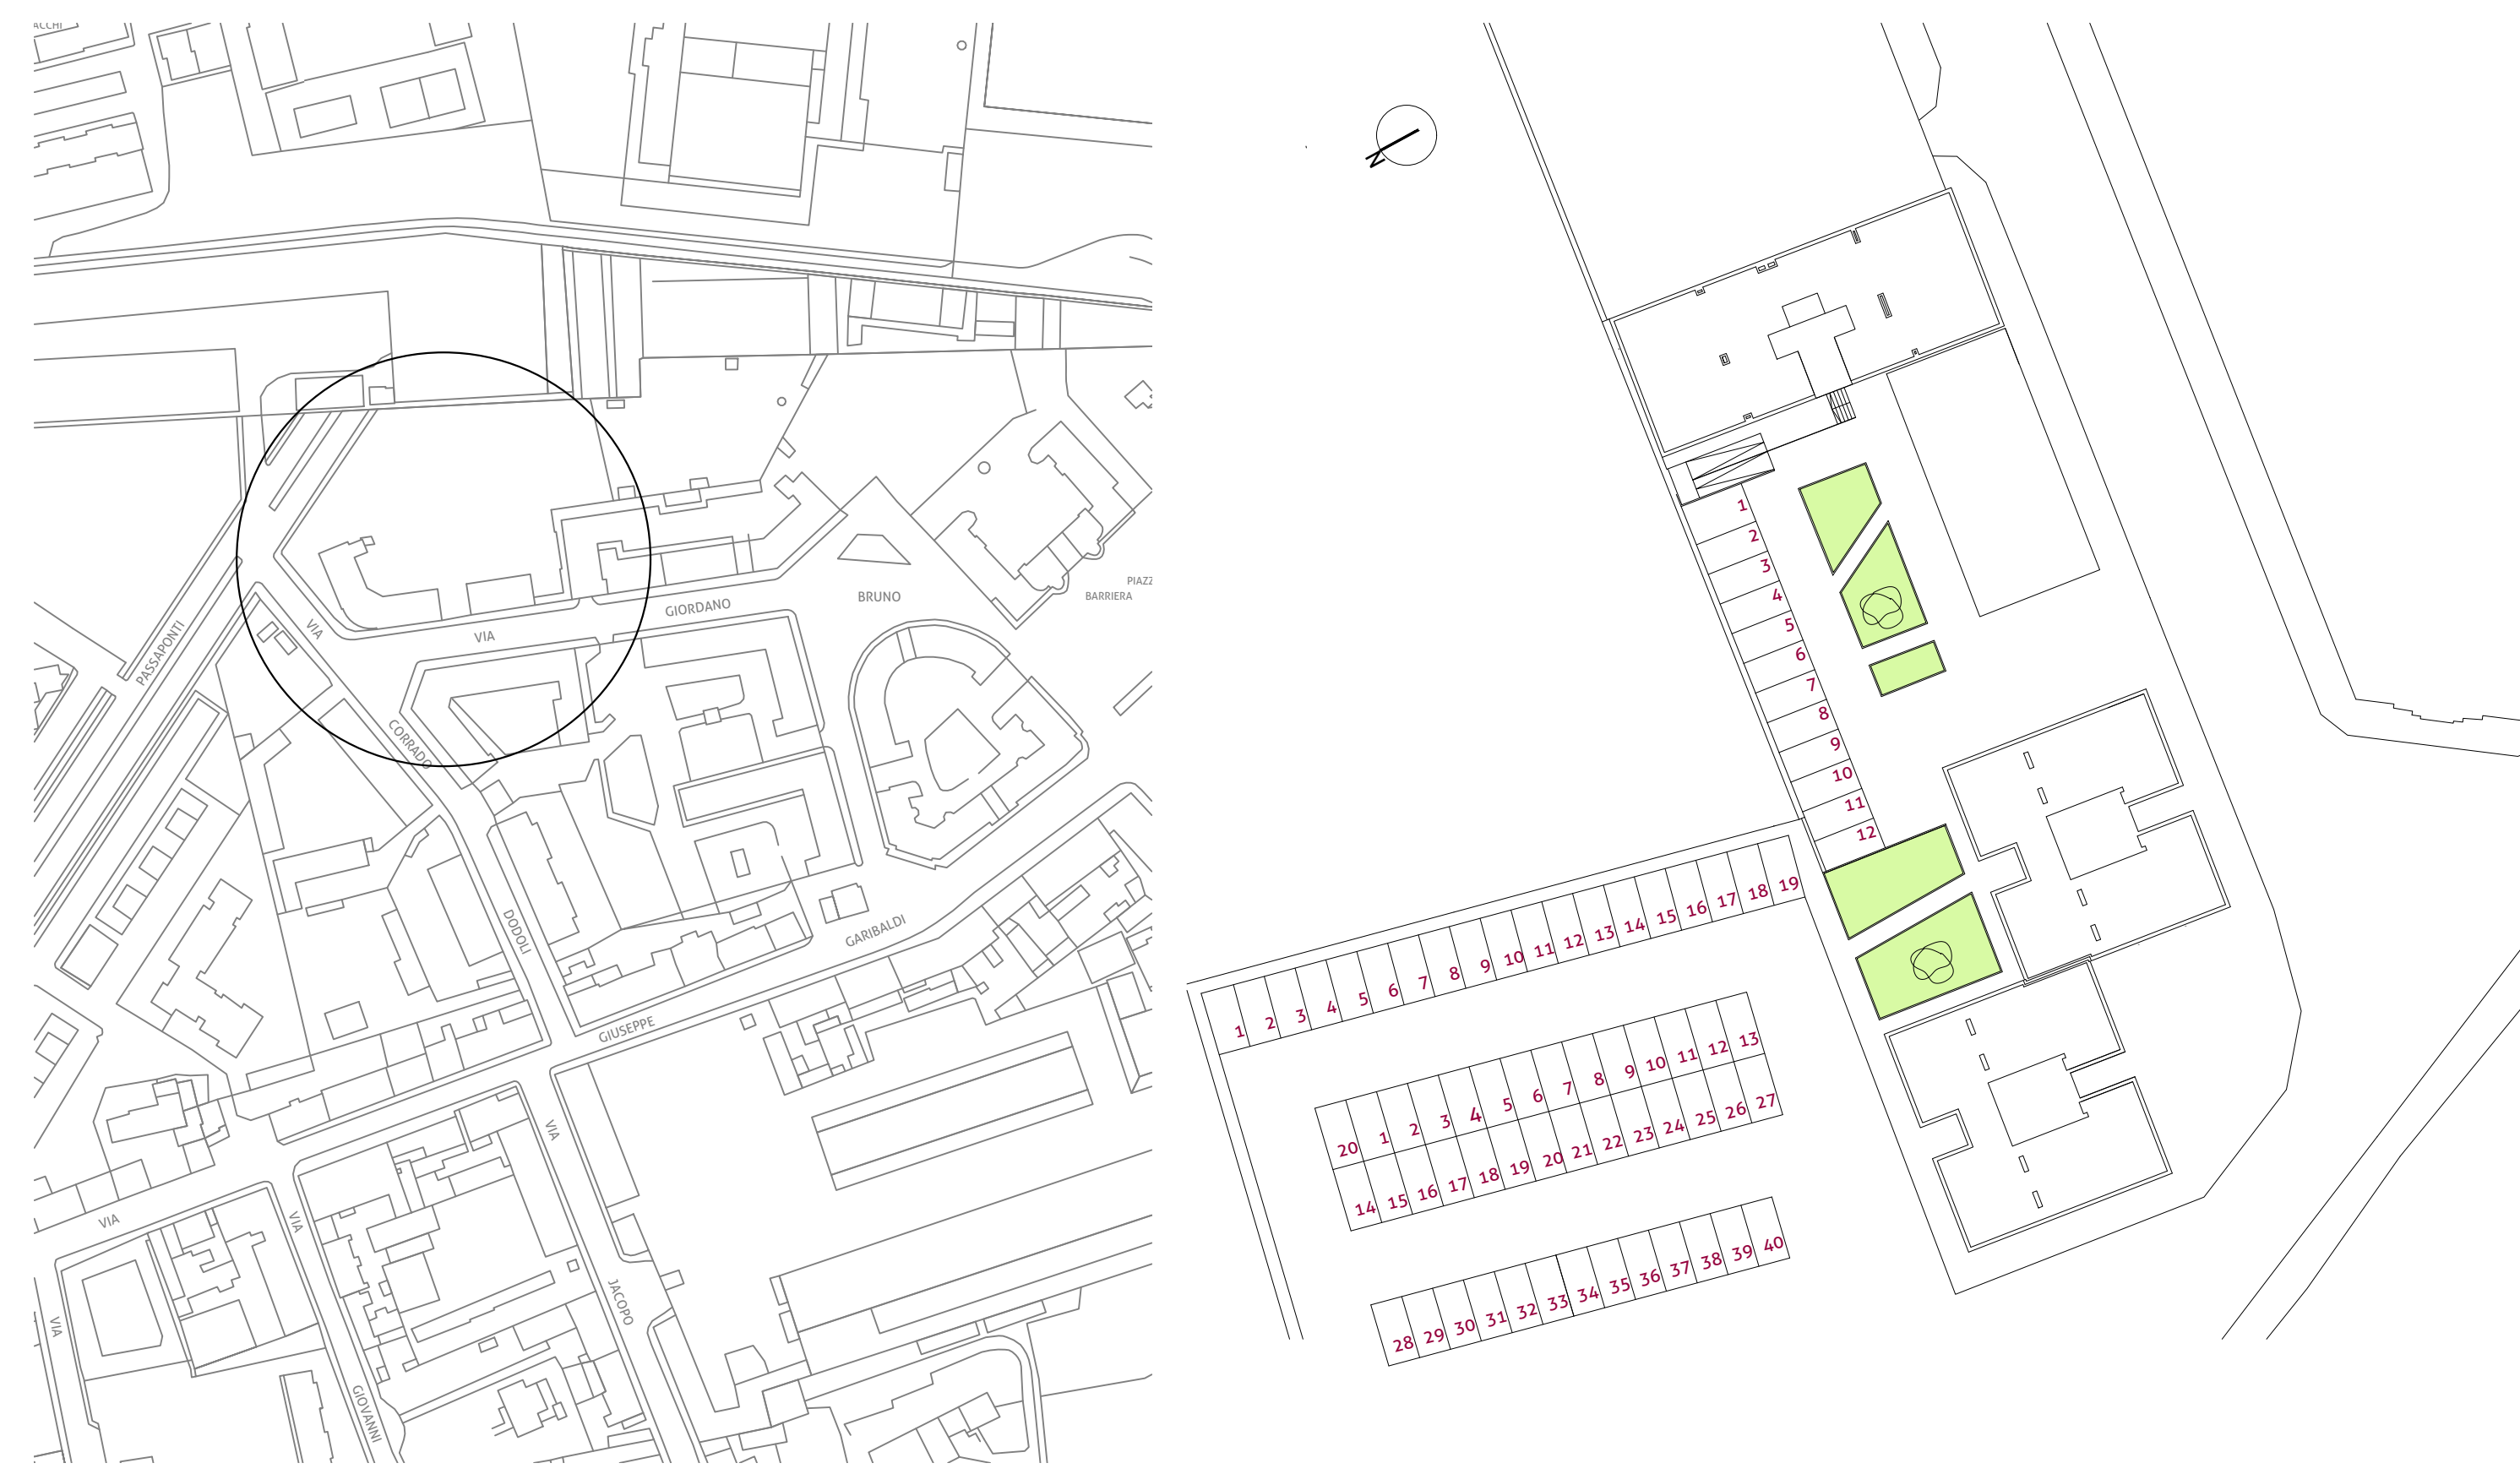 ACCHI
PASSAPONTI
VIA
CORRADO
DODOLI
VIA
GIORDANO
BRUNO
PIAZZ
BARRIERA
GARIBALDI
GIUSEPPE
VIA
VIA
VIA
GIOVANNI
VIA
JACOPO
N
1
2
3
4
5
6
7
8
9
10
11
12
1 2 3 4 5 6 7 8 9 10 11 12 13 14 15 16 17 18 19
20 1 2 3 4 5 6 7 8 9 10 11 12 13
14 15 16 17 18 19 20 21 22 23 24 25 26 27
28 29 30 31 32 33 34 35 36 37 38 39 40
VIA